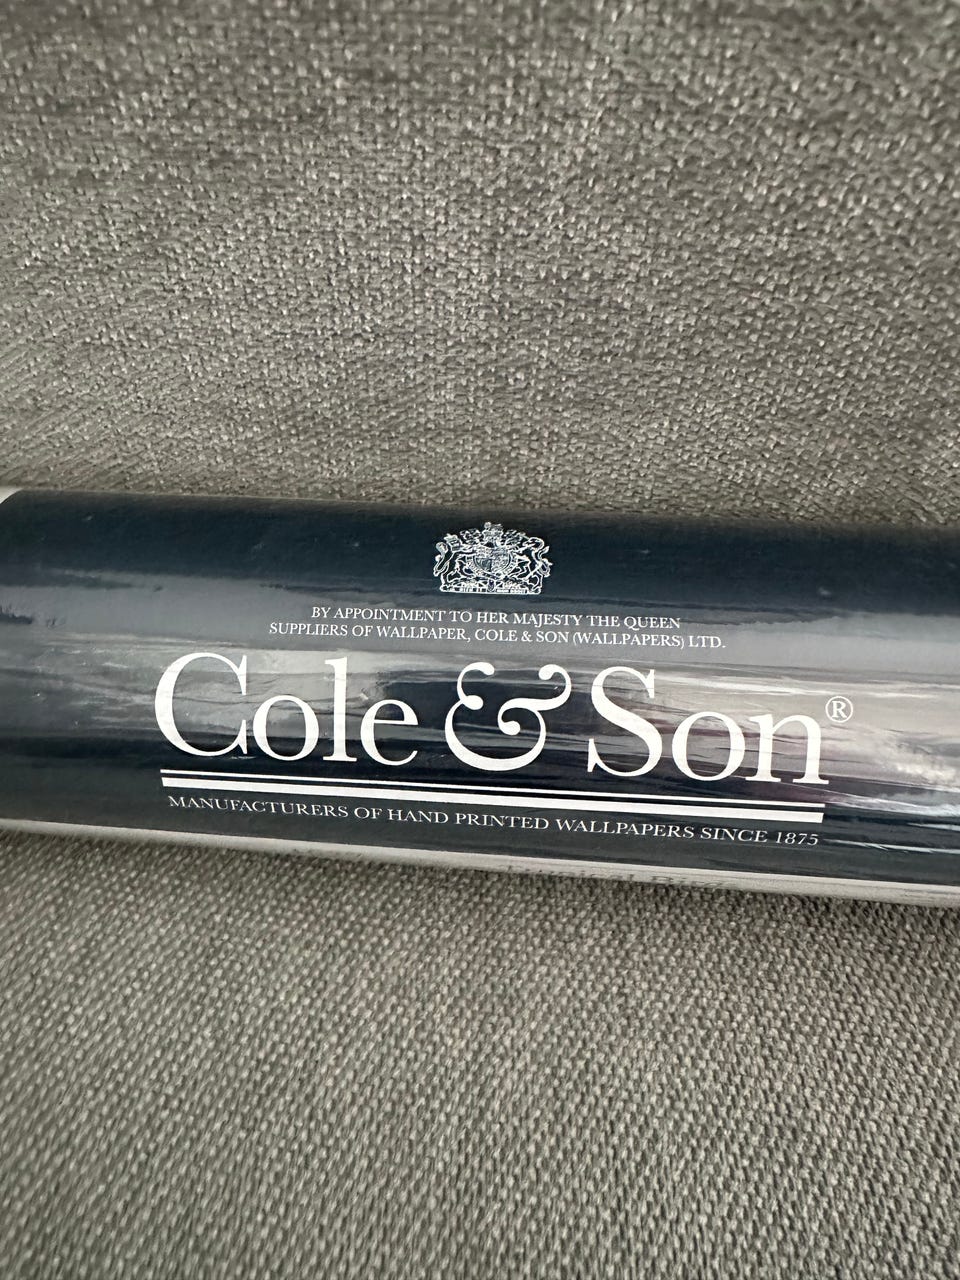 BY APPOINTMENT TO HER MAJESTY THE QUEEN
SUPPLIERS OF WALLPAPER, COLE & SON (WALLPAPERS) LTD.
Cole & Son®
MANUFACTURERS OF HAND PRINTED WALLPAPERS SINCE 1875